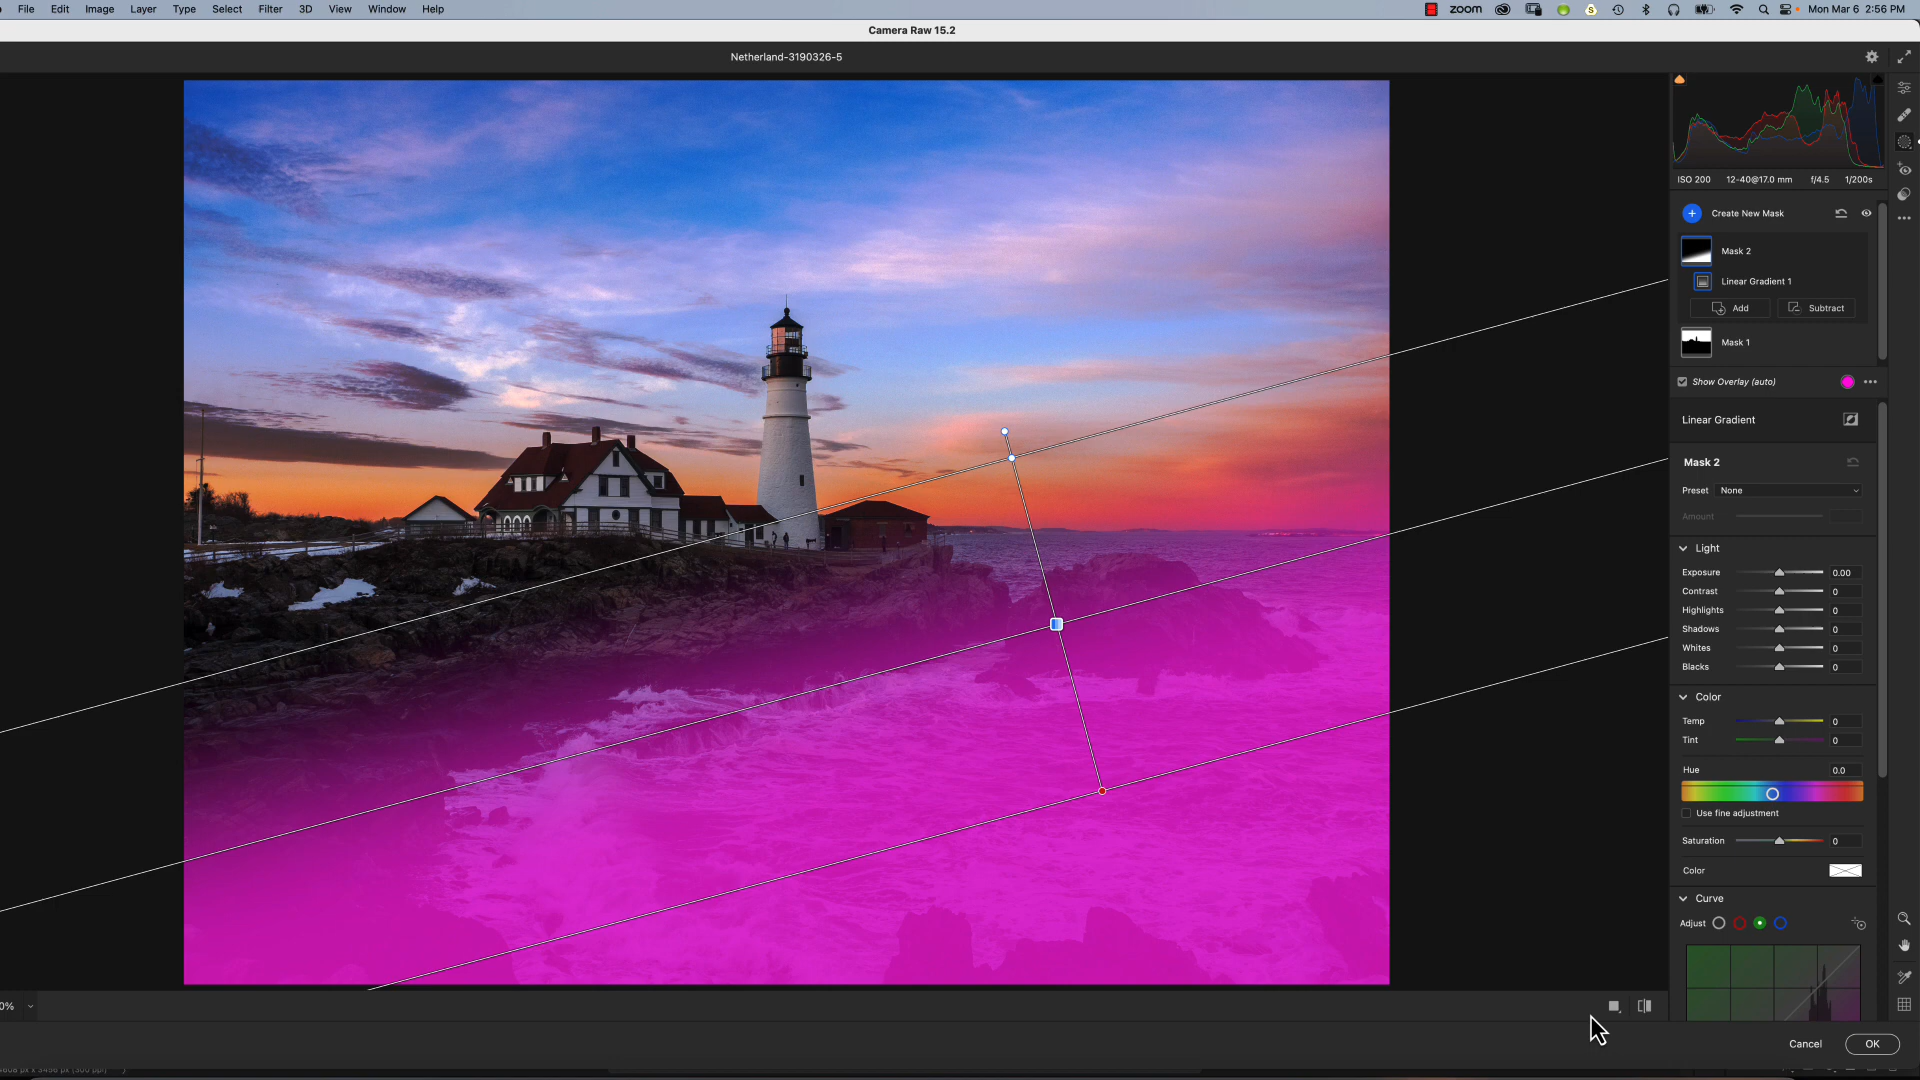 File Edit Image Layer Type Select Filter 3D View Window Help
zoom
Mon Mar 6 2:56 PM
Camera Raw 15.2
Netherland-3190326-5
ISO 200 12-40@17.0 mm f/4.5 1/200s
Create New Mask
Mask 2
Linear Gradient 1
Add Subtract
Mask 1
Show Overlay (auto)
Linear Gradient
Mask 2
Preset None
Amount
Light
Exposure 0.00
Contrast 0
Highlights 0
Shadows 0
Whites 0
Blacks 0
Color
Temp 0
Tint 0
Hue 0.0
Use fine adjustment
Saturation 0
Color
Curve
Adjust
0%
Cancel OK